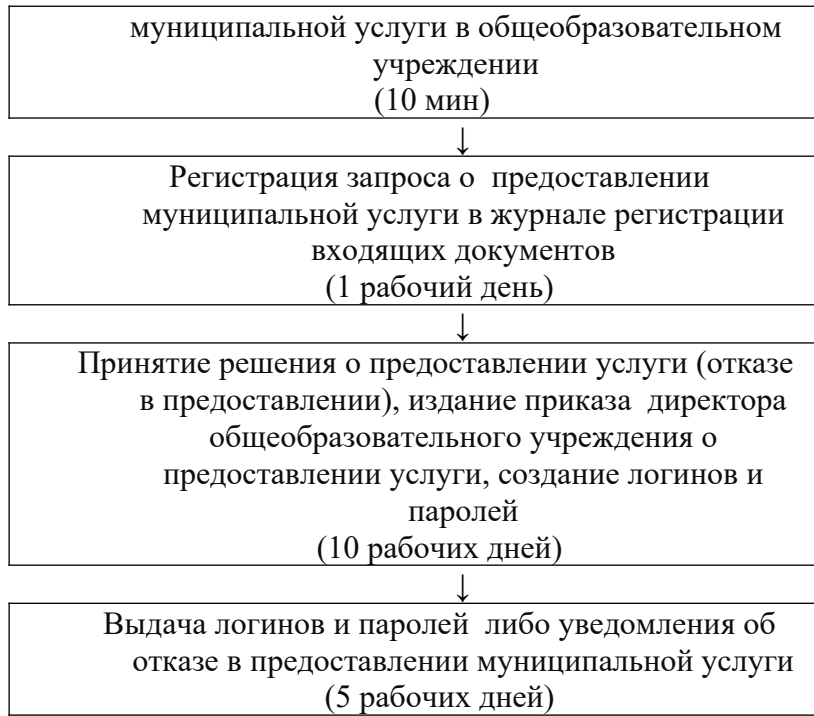 муниципальной услуги в общеобразовательном
учреждении
(10 мин)
↓
Регистрация запроса о предоставлении
муниципальной услуги в журнале регистрации
входящих документов
(1 рабочий день)
↓
Принятие решения о предоставлении услуги (отказе
в предоставлении), издание приказа директора
общеобразовательного учреждения о
предоставлении услуги, создание логинов и
паролей
(10 рабочих дней)
↓
Выдача логинов и паролей либо уведомления об
отказе в предоставлении муниципальной услуги
(5 рабочих дней)